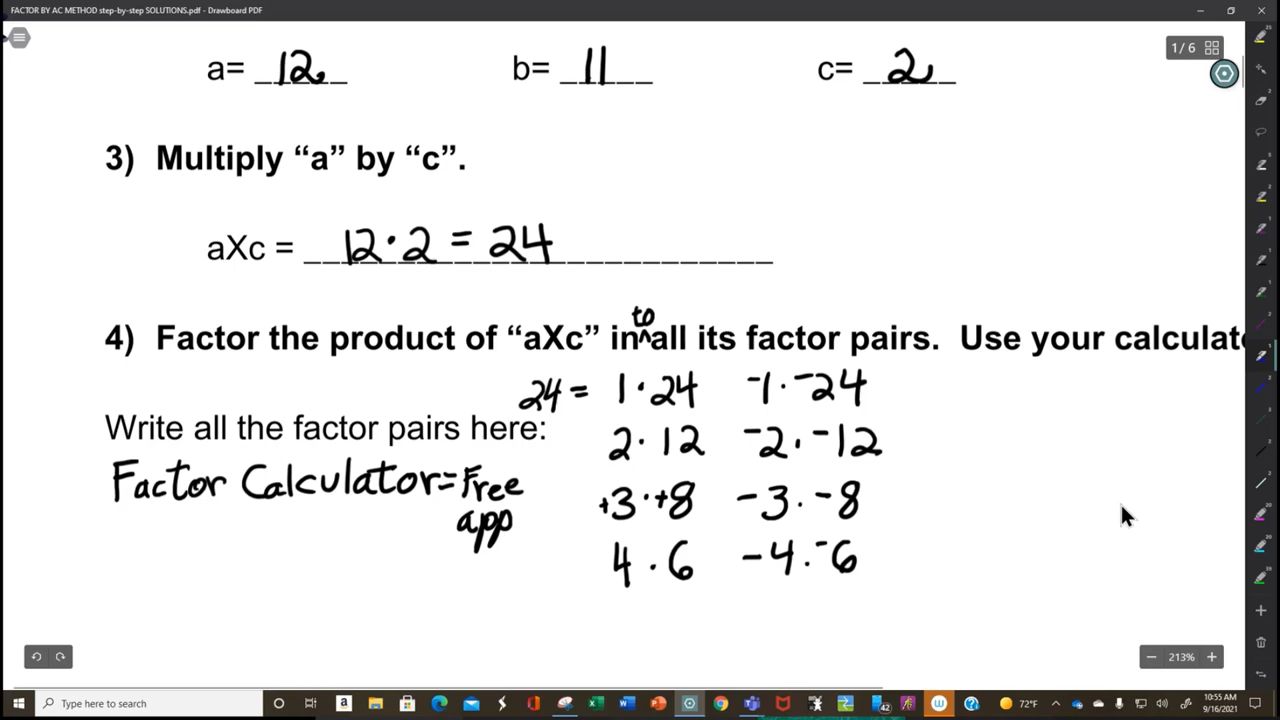 FACTOR BY AC METHOD step-by-step SOLUTIONS.pdf - Drawboard PDF
1 / 6
a= 12 b= 11 c= 2
3) Multiply “a” by “c”.
aXc = 12 · 2 = 24
to
4) Factor the product of “aXc” in^all its factor pairs. Use your calculat
24 = 1 · 24 -1 · -24
Write all the factor pairs here:
2 · 12 -2 · -12
Factor Calculator = Free
app
+3 · +8 -3 · -8
4 · 6 -4 · -6
213%
Type here to search
72°F
10:55 AM
9/16/2021